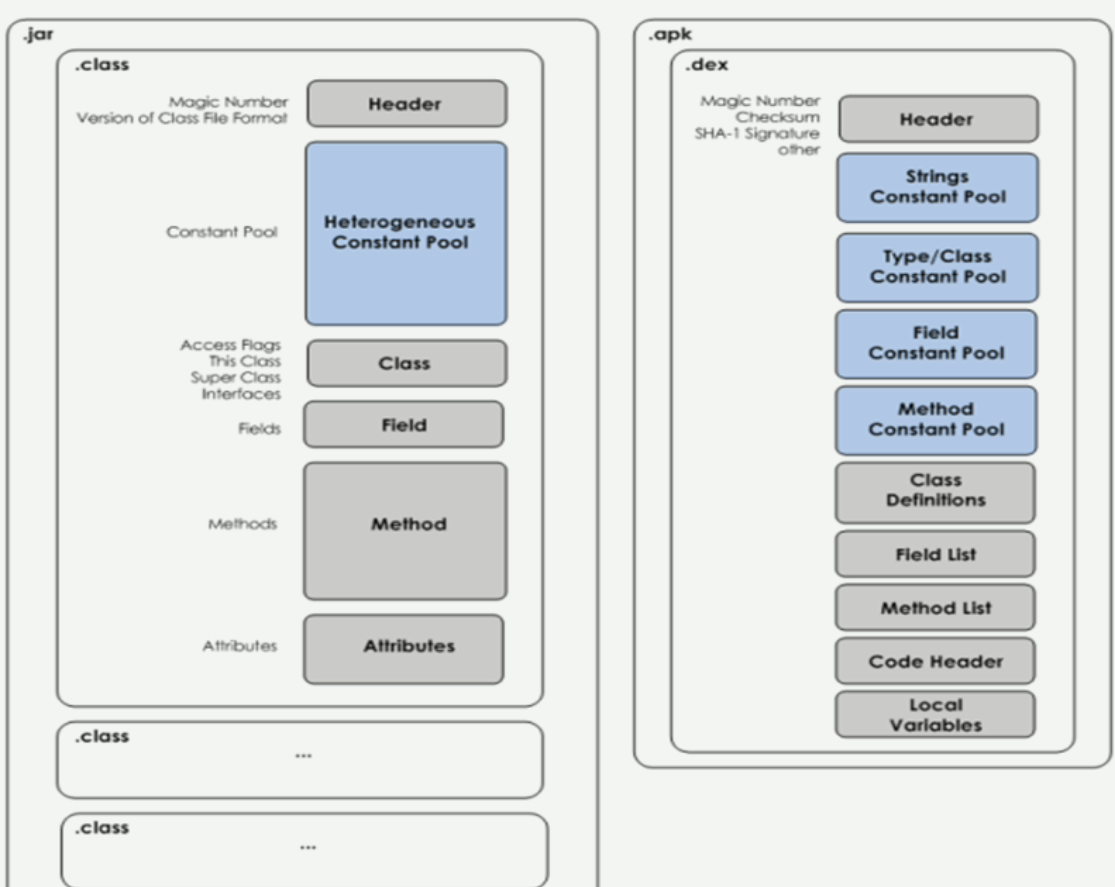 .jar
.class
Magic Number
Version of Class File Format
Header
Constant Pool
Heterogeneous
Constant Pool
Access Flags
This Class
Super Class
Interfaces
Class
Fields
Field
Methods
Method
Attributes
Attributes
.class
...
.class
...
.apk
.dex
Magic Number
Checksum
SHA-1 Signature
other
Header
Strings
Constant Pool
Type/Class
Constant Pool
Field
Constant Pool
Method
Constant Pool
Class
Definitions
Field List
Method List
Code Header
Local
Variables